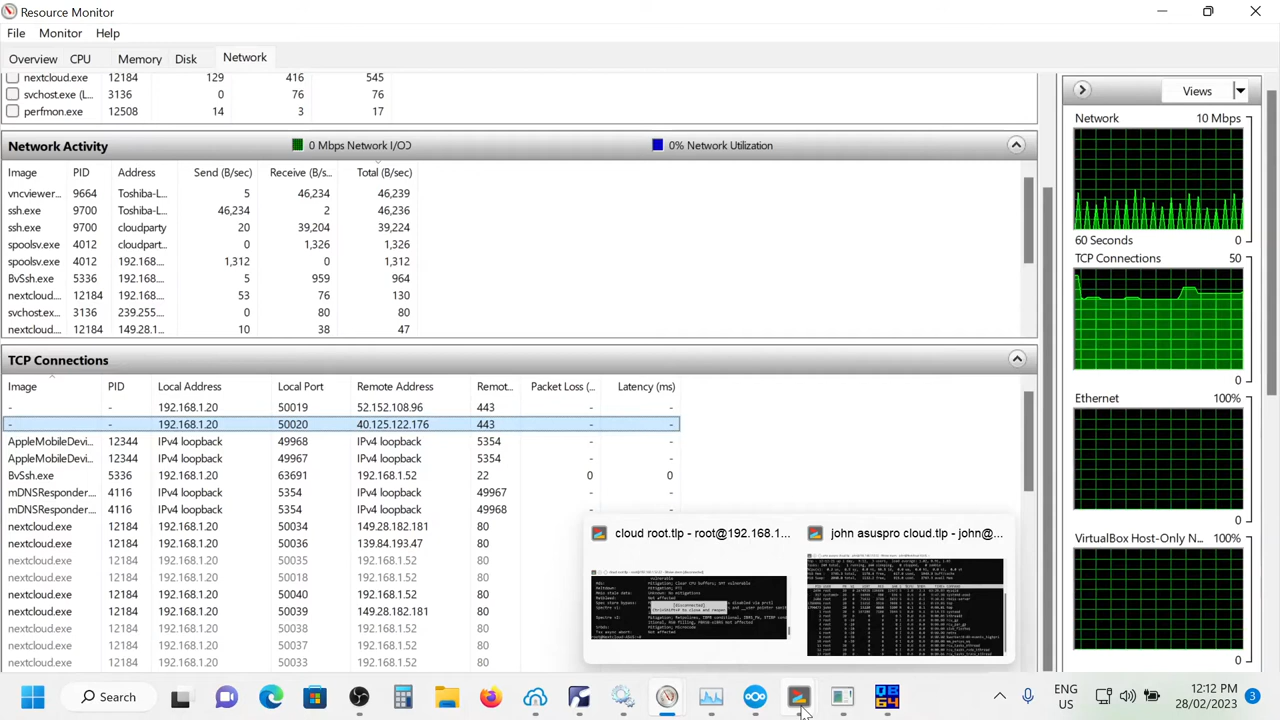 Resource Monitor
File Monitor Help
Overview CPU Memory Disk Network
nextcloud.exe 12184 129 416 545
svchost.exe (L... 3136 0 76 76
perfmon.exe 12508 14 3 17
Network Activity 0 Mbps Network I/O 0% Network Utilization
Image PID Address Send (B/sec) Receive (B/s... Total (B/sec)
vncviewer... 9664 Toshiba-L... 5 46,234 46,239
ssh.exe 9700 Toshiba-L... 46,234 2 46,236
ssh.exe 9700 cloudparty 20 39,204 39,224
spoolsv.exe 4012 cloudpart... 0 1,326 1,326
spoolsv.exe 4012 192.168.... 1,312 0 1,312
BvSsh.exe 5336 192.168.... 5 959 964
nextcloud.... 12184 192.168.... 53 76 130
svchost.exe... 3136 239.255.... 0 80 80
nextcloud.... 12184 149.28.1... 10 38 47
TCP Connections
Image PID Local Address Local Port Remote Address Remot... Packet Loss (... Latency (ms)
- - 192.168.1.20 50019 52.152.108.96 443 - -
- - 192.168.1.20 50020 40.125.122.176 443 - -
AppleMobileDevi... 12344 IPv4 loopback 49968 IPv4 loopback 5354 - -
AppleMobileDevi... 12344 IPv4 loopback 49967 IPv4 loopback 5354 - -
BvSsh.exe 5336 192.168.1.20 63691 192.168.1.52 22 0 0
mDNSResponder.... 4116 IPv4 loopback 5354 IPv4 loopback 49967 - -
mDNSResponder.... 4116 IPv4 loopback 5354 IPv4 loopback 49968 - -
nextcloud.exe 12184 192.168.1.20 50034 149.28.182.181 80
nextcloud.exe 12184 192.168.1.20 50036 139.84.193.47 80
nextcloud.exe 12184 192.168.1.20 50018 192.168.1.52 80
nextcloud.exe 12184 192.168.1.20 50040 192.168.1.52 80
nextcloud.exe 12184 192.168.1.20 50039 149.28.182.181 80
nextcloud.exe 12184 192.168.1.20 50035 192.168.1.52 80
nextcloud.exe 12184 192.168.1.20 50037 192.168.1.52 80
nextcloud.exe 12184 192.168.1.20 50038 192.168.1.52 80
Views
Network 10 Mbps
60 Seconds 0
TCP Connections 50
0
Ethernet 100%
0
VirtualBox Host-Only N... 100%
0
cloud root.tlp - root@192.168.1... john asuspro cloud.tlp - john@...
[Disconnected]
Search
QB
64
ENG
US
12:12 PM
28/02/2023
3